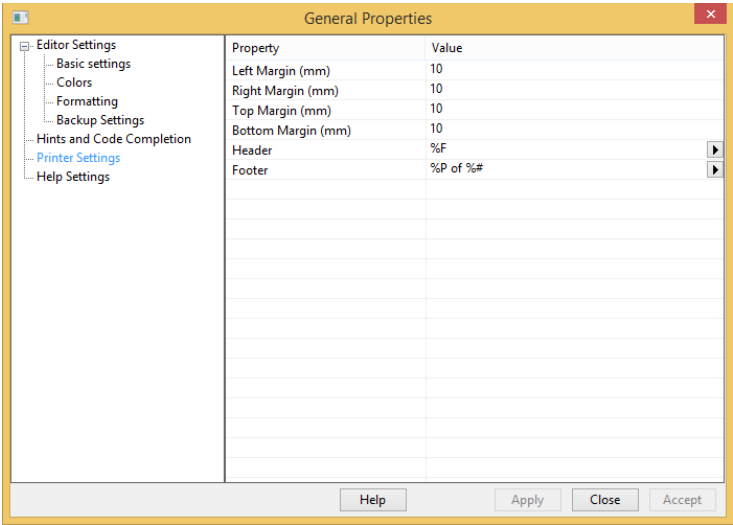 General Properties
Editor Settings
Basic settings
Colors
Formatting
Backup Settings
Hints and Code Completion
Printer Settings
Help Settings
Property Value
Left Margin (mm) 10
Right Margin (mm) 10
Top Margin (mm) 10
Bottom Margin (mm) 10
Header %F
Footer %P of %#
Help Apply Close Accept